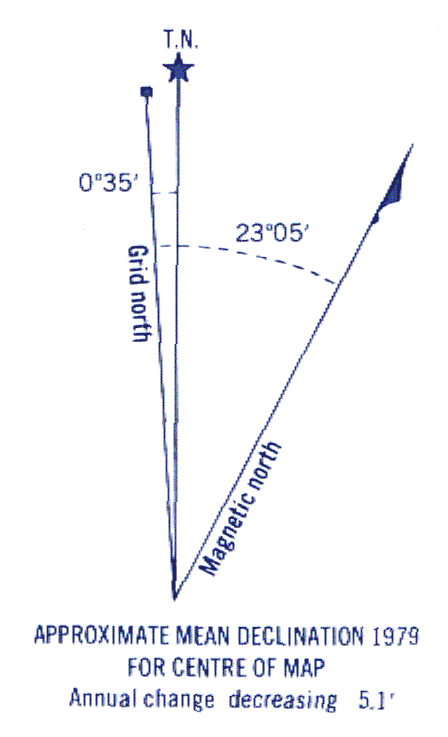 T.N.
0°35′
23°05′
Grid north
Magnetic north
APPROXIMATE MEAN DECLINATION 1979
FOR CENTRE OF MAP
Annual change decreasing 5.1′